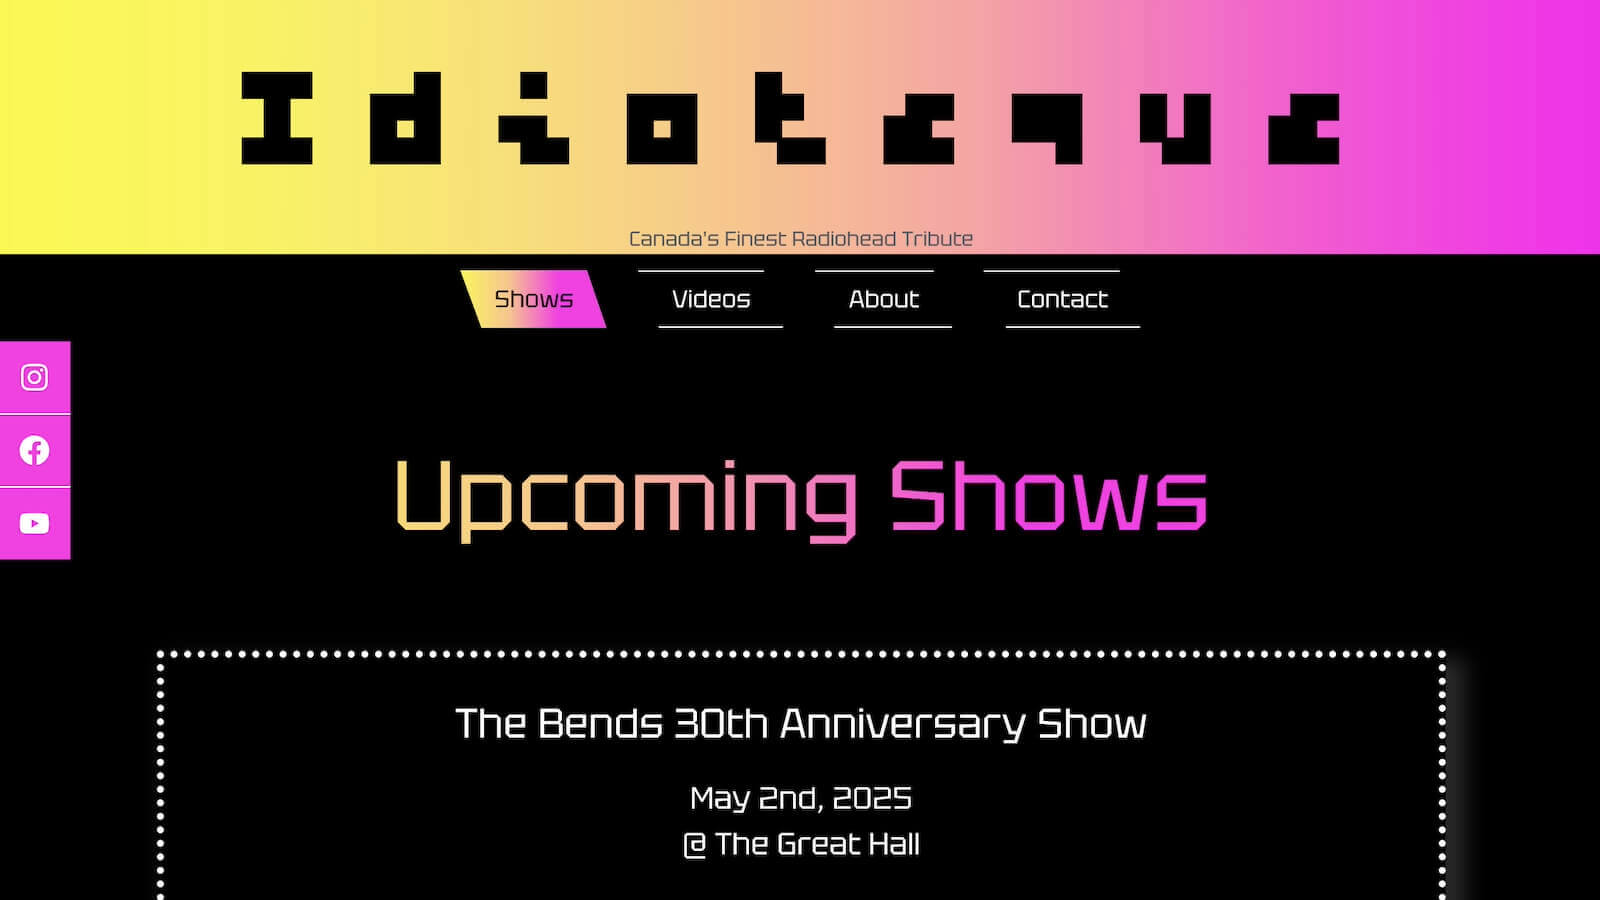 Idioteque
Canada's Finest Radiohead Tribute
Shows
Videos
About
Contact
Upcoming Shows
The Bends 30th Anniversary Show
May 2nd, 2025
@ The Great Hall